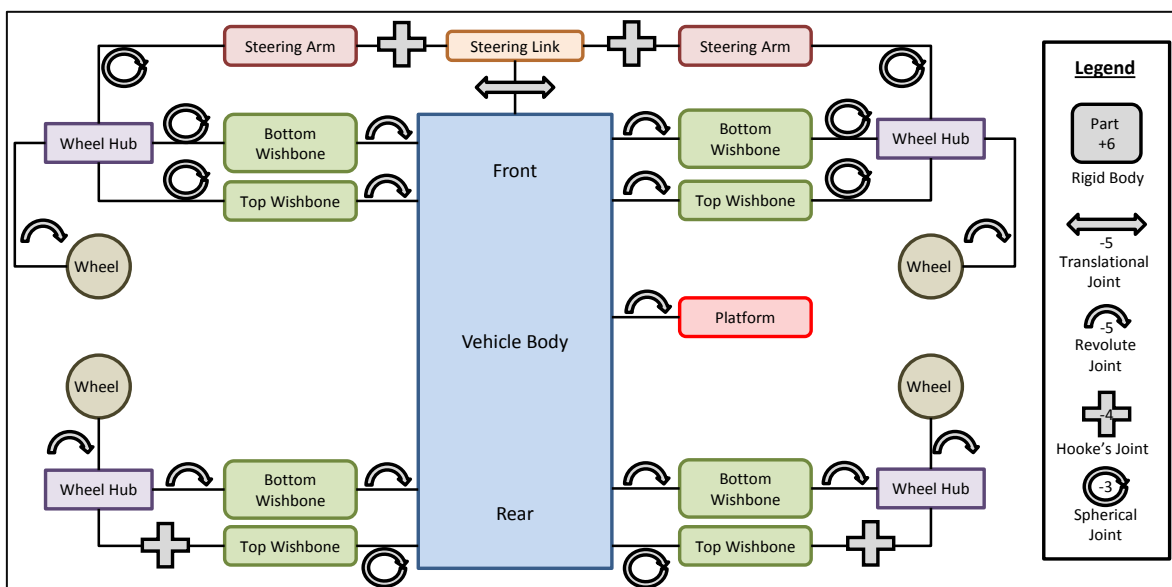 Steering Arm
Steering Link
Steering Arm
Legend
Part
+6
Rigid Body
Wheel Hub
Bottom
Wishbone
Bottom
Wishbone
Wheel Hub
Front
Top Wishbone
Top Wishbone
-5
Translational
Joint
Wheel
Wheel
Platform
-5
Revolute
Joint
Vehicle Body
Wheel
Wheel
-4
Hooke's Joint
Wheel Hub
Bottom
Wishbone
Bottom
Wishbone
Wheel Hub
-3
Spherical
Joint
Rear
Top Wishbone
Top Wishbone